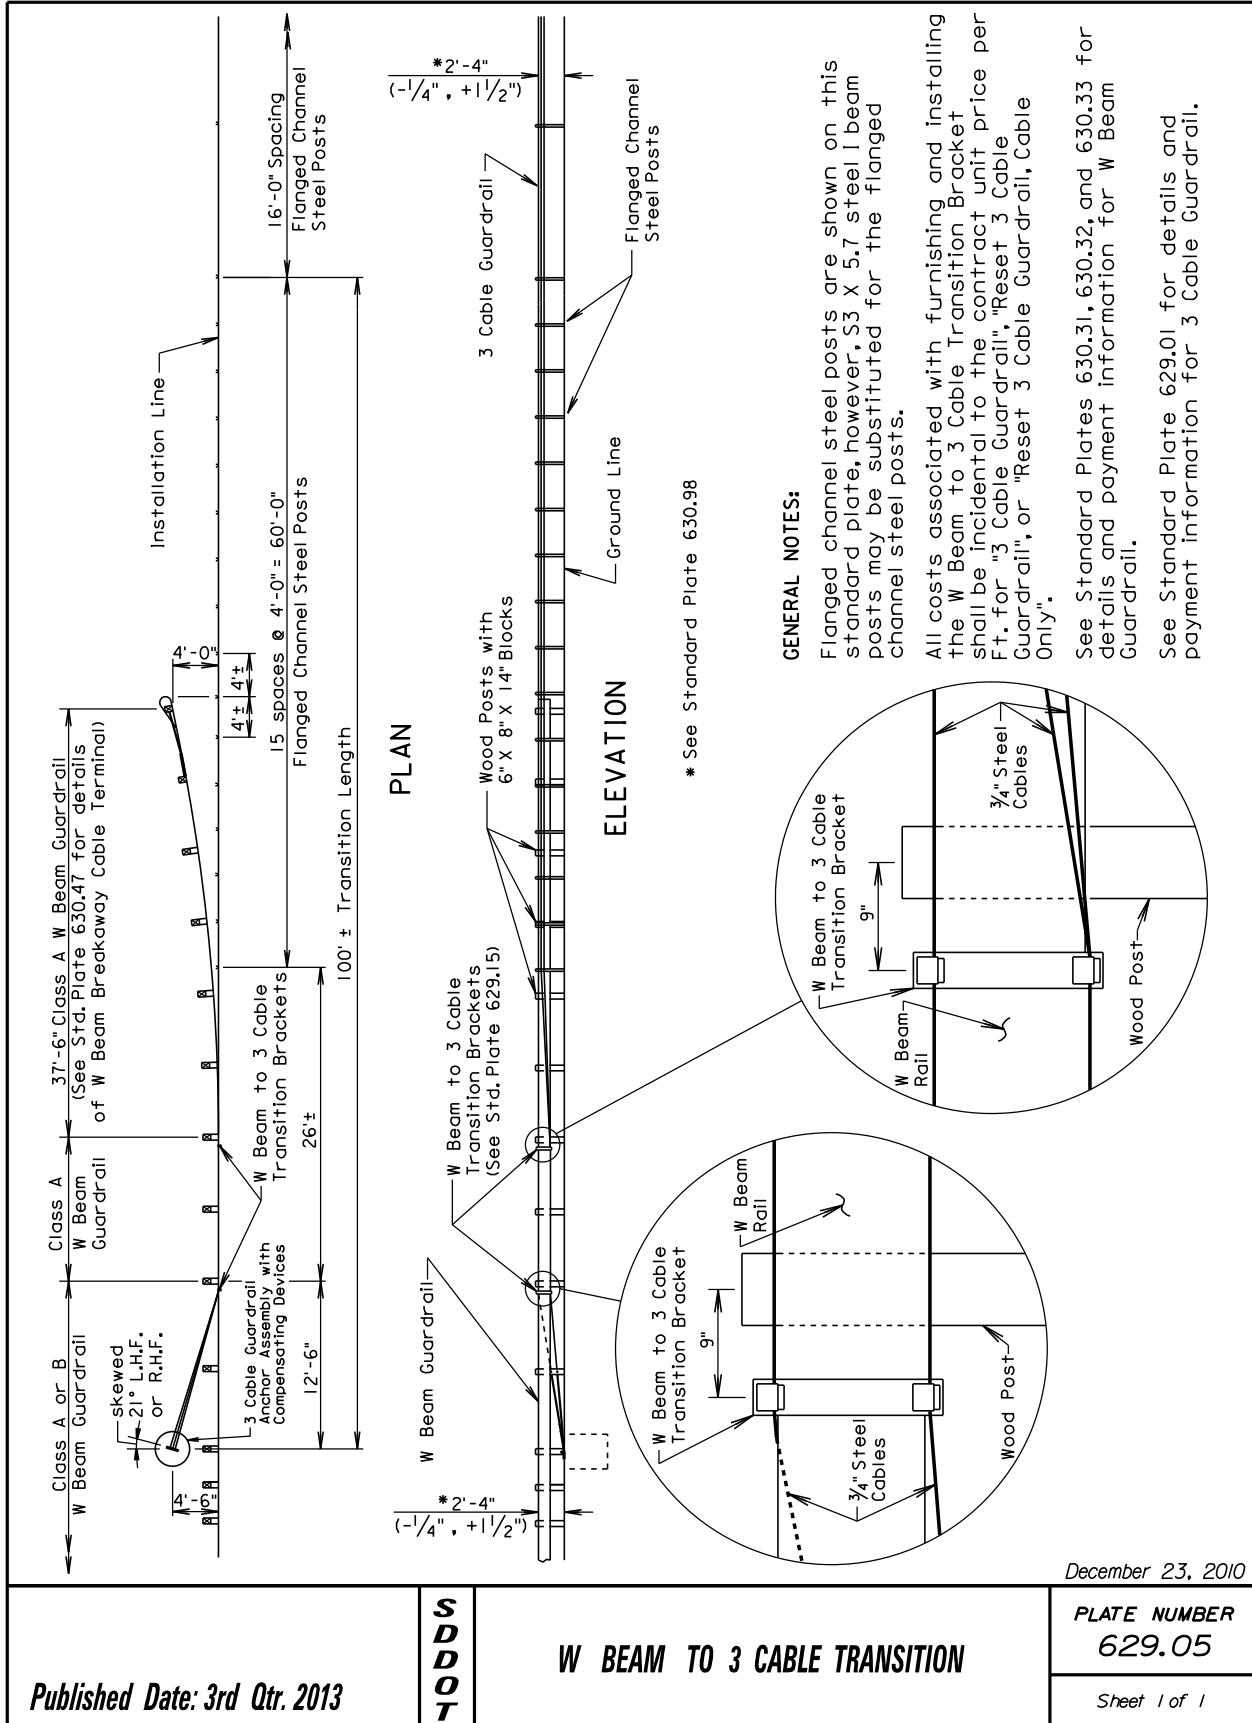 Class A or B
W Beam Guardrail
Class A
W Beam
Guardrail
37'-6" Class A W Beam Guardrail
(See Std. Plate 630.47 for details
of W Beam Breakaway Cable Terminal)
skewed
21° L.H.F.
or R.H.F.
4'-6"
3 Cable Guardrail
Anchor Assembly with
Compensating Devices
12'-6"
W Beam to 3 Cable
Transition Brackets
26'±
4'-0"
4'±
4'±
15 spaces @ 4'-0" = 60'-0"
Flanged Channel Steel Posts
100' ± Transition Length
Installation Line
16'-0" Spacing
Flanged Channel
Steel Posts
PLAN
*2'-4"
(-1/4", +1 1/2")
W Beam Guardrail
W Beam to 3 Cable
Transition Brackets
(See Std. Plate 629.15)
Wood Posts with
6" X 8" X 14" Blocks
Ground Line
3 Cable Guardrail
Flanged Channel
Steel Posts
*2'-4"
(-1/4", +1 1/2")
ELEVATION
* See Standard Plate 630.98
W Beam to 3 Cable
Transition Bracket
9"
W Beam
Rail
3/4" Steel
Cables
Wood Post
W Beam to 3 Cable
Transition Bracket
9"
W Beam
Rail
3/4" Steel
Cables
Wood Post
GENERAL NOTES:
Flanged channel steel posts are shown on this
standard plate, however, S3 X 5.7 steel I beam
posts may be substituted for the flanged
channel steel posts.
All costs associated with furnishing and installing
the W Beam to 3 Cable Transition Bracket
shall be incidental to the contract unit price per
Ft. for "3 Cable Guardrail", "Reset 3 Cable
Guardrail", or "Reset 3 Cable Guardrail, Cable
Only".
See Standard Plates 630.31, 630.32, and 630.33 for
details and payment information for W Beam
Guardrail.
See Standard Plate 629.01 for details and
payment information for 3 Cable Guardrail.
December 23, 2010
Published Date: 3rd Qtr. 2013
SDDOT
W BEAM TO 3 CABLE TRANSITION
PLATE NUMBER
629.05
Sheet 1 of 1